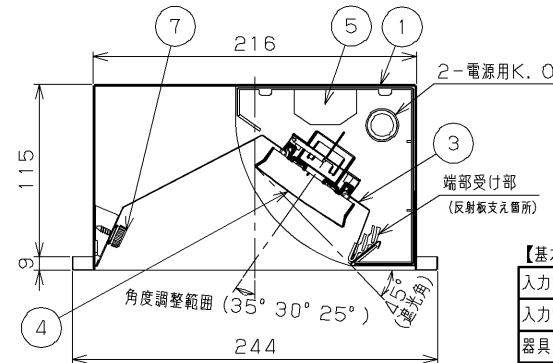 ⑦
216
⑤
①
2-電源用K. O
115
③
端部受け部
(反射板支え箇所)
9
角度調整範囲 (35° 30° 25°)
45°
(遮光角)
④
244
【基
入力
入力
器具